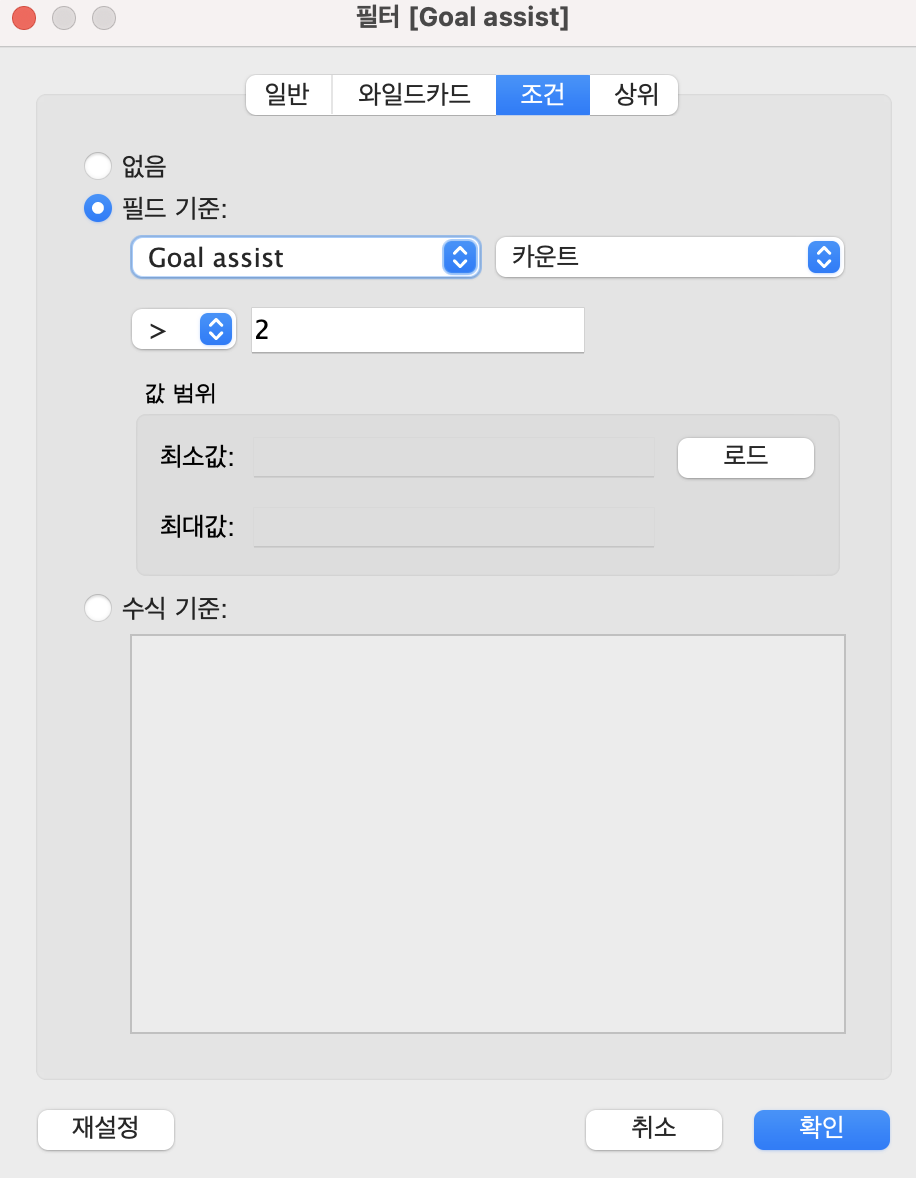 필터 [Goal assist]
일반 와일드카드 조건 상위
없음
필드 기준:
Goal assist 카운트
> 2
값 범위
최소값: 로드
최대값:
수식 기준:
재설정 취소 확인